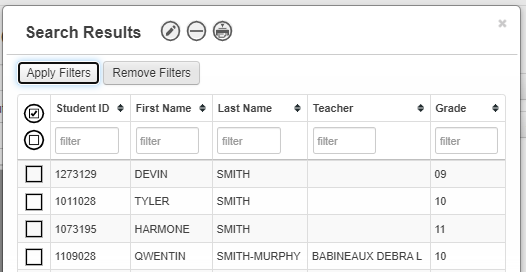 Search Results
×
Apply Filters Remove Filters
Student ID First Name Last Name Teacher Grade
filter filter filter filter filter
1273129 DEVIN SMITH 09
1011028 TYLER SMITH 10
1073195 HARMONE SMITH 11
1109028 QWENTIN SMITH-MURPHY BABINEAUX DEBRA L 10